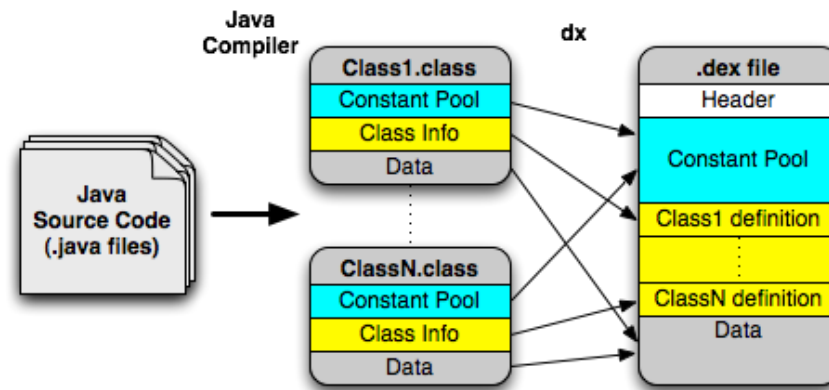 Java
Compiler
dx
Java
Source Code
(.java files)
Class1.class
Constant Pool
Class Info
Data
ClassN.class
Constant Pool
Class Info
Data
.dex file
Header
Constant Pool
Class1 definition
ClassN definition
Data